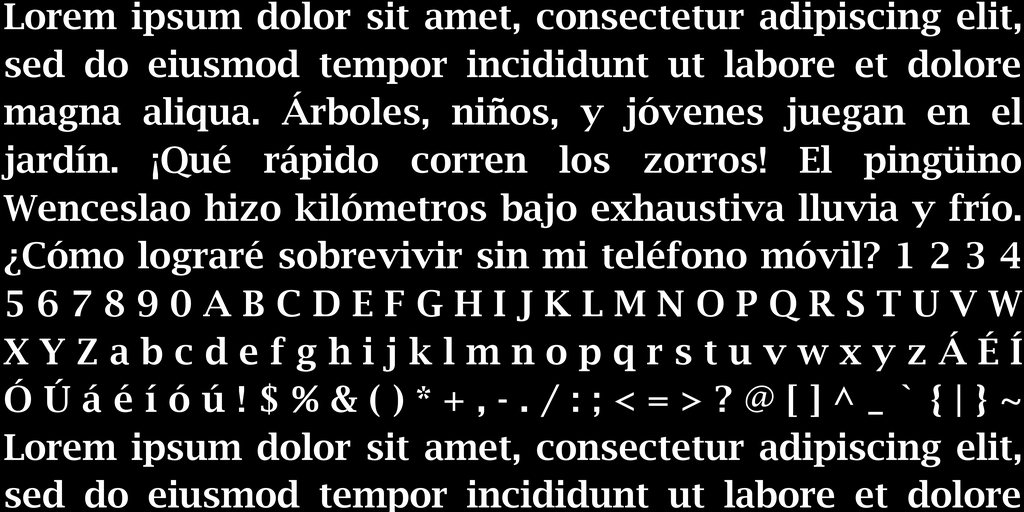 Lorem ipsum dolor sit amet, consectetur adipiscing elit,
sed do eiusmod tempor incididunt ut labore et dolore
magna aliqua. Árboles, niños, y jóvenes juegan en el
jardín. ¡Qué rápido corren los zorros! El pingüino
Wenceslao hizo kilómetros bajo exhaustiva lluvia y frío.
¿Cómo lograré sobrevivir sin mi teléfono móvil? 1 2 3 4
5 6 7 8 9 0 A B C D E F G H I J K L M N O P Q R S T U V W
X Y Z a b c d e f g h i j k l m n o p q r s t u v w x y z Á É Í
Ó Ú á é í ó ú ! $ % & ( ) * + , - . / : ; < = > ? @ [ ] ^ _ ` { | } ~
Lorem ipsum dolor sit amet, consectetur adipiscing elit,
sed do eiusmod tempor incididunt ut labore et dolore